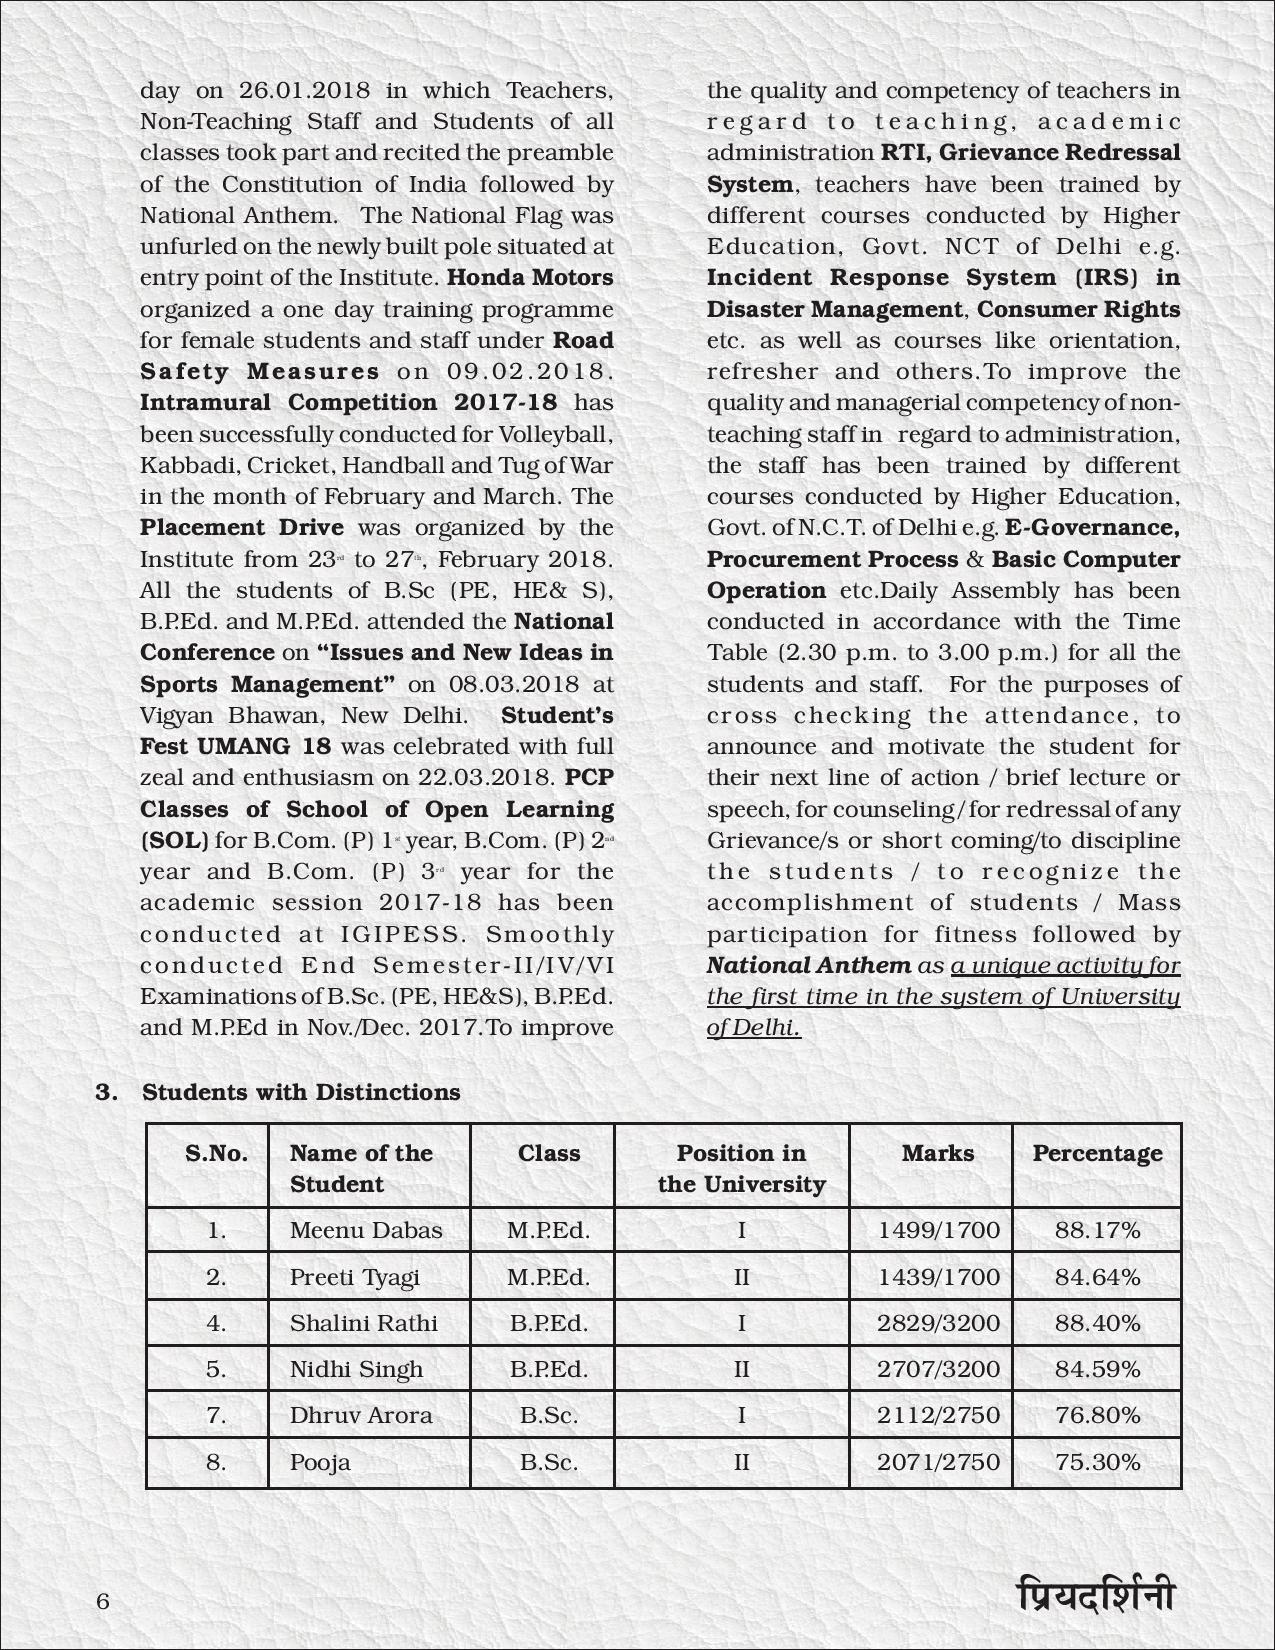 day on 26.01.2018 in which Teachers,
Non-Teaching Staff and Students of all
classes took part and recited the preamble
of the Constitution of India followed by
National Anthem. The National Flag was
unfurled on the newly built pole situated at
entry point of the Institute. Honda Motors
organized a one day training programme
for female students and staff under Road
Safety Measures on 09.02.2018.
Intramural Competition 2017-18 has
been successfully conducted for Volleyball,
Kabbadi, Cricket, Handball and Tug of War
in the month of February and March. The
Placement Drive was organized by the
Institute from 23rd to 27th, February 2018.
All the students of B.Sc (PE, HE& S),
B.P.Ed. and M.P.Ed. attended the National
Conference on “Issues and New Ideas in
Sports Management” on 08.03.2018 at
Vigyan Bhawan, New Delhi. Student’s
Fest UMANG 18 was celebrated with full
zeal and enthusiasm on 22.03.2018. PCP
Classes of School of Open Learning
(SOL) for B.Com. (P) 1st year, B.Com. (P) 2nd
year and B.Com. (P) 3rd year for the
academic session 2017-18 has been
conducted at IGIPESS. Smoothly
conducted End Semester-II/IV/VI
Examinations of B.Sc. (PE, HE&S), B.P.Ed.
and M.P.Ed in Nov./Dec. 2017.To improve
the quality and competency of teachers in
regard to teaching, academic
administration RTI, Grievance Redressal
System, teachers have been trained by
different courses conducted by Higher
Education, Govt. NCT of Delhi e.g.
Incident Response System (IRS) in
Disaster Management, Consumer Rights
etc. as well as courses like orientation,
refresher and others.To improve the
quality and managerial competency of non-
teaching staff in regard to administration,
the staff has been trained by different
courses conducted by Higher Education,
Govt. of N.C.T. of Delhi e.g. E-Governance,
Procurement Process & Basic Computer
Operation etc.Daily Assembly has been
conducted in accordance with the Time
Table (2.30 p.m. to 3.00 p.m.) for all the
students and staff. For the purposes of
cross checking the attendance, to
announce and motivate the student for
their next line of action / brief lecture or
speech, for counseling/for redressal of any
Grievance/s or short coming/to discipline
the students / to recognize the
accomplishment of students / Mass
participation for fitness followed by
National Anthem as a unique activity for
the first time in the system of University
of Delhi.
3. Students with Distinctions
S.No. Name of the Student Class Position in the University Marks Percentage
1. Meenu Dabas M.P.Ed. I 1499/1700 88.17%
2. Preeti Tyagi M.P.Ed. II 1439/1700 84.64%
4. Shalini Rathi B.P.Ed. I 2829/3200 88.40%
5. Nidhi Singh B.P.Ed. II 2707/3200 84.59%
7. Dhruv Arora B.Sc. I 2112/2750 76.80%
8. Pooja B.Sc. II 2071/2750 75.30%
6 प्रियदर्शिनी